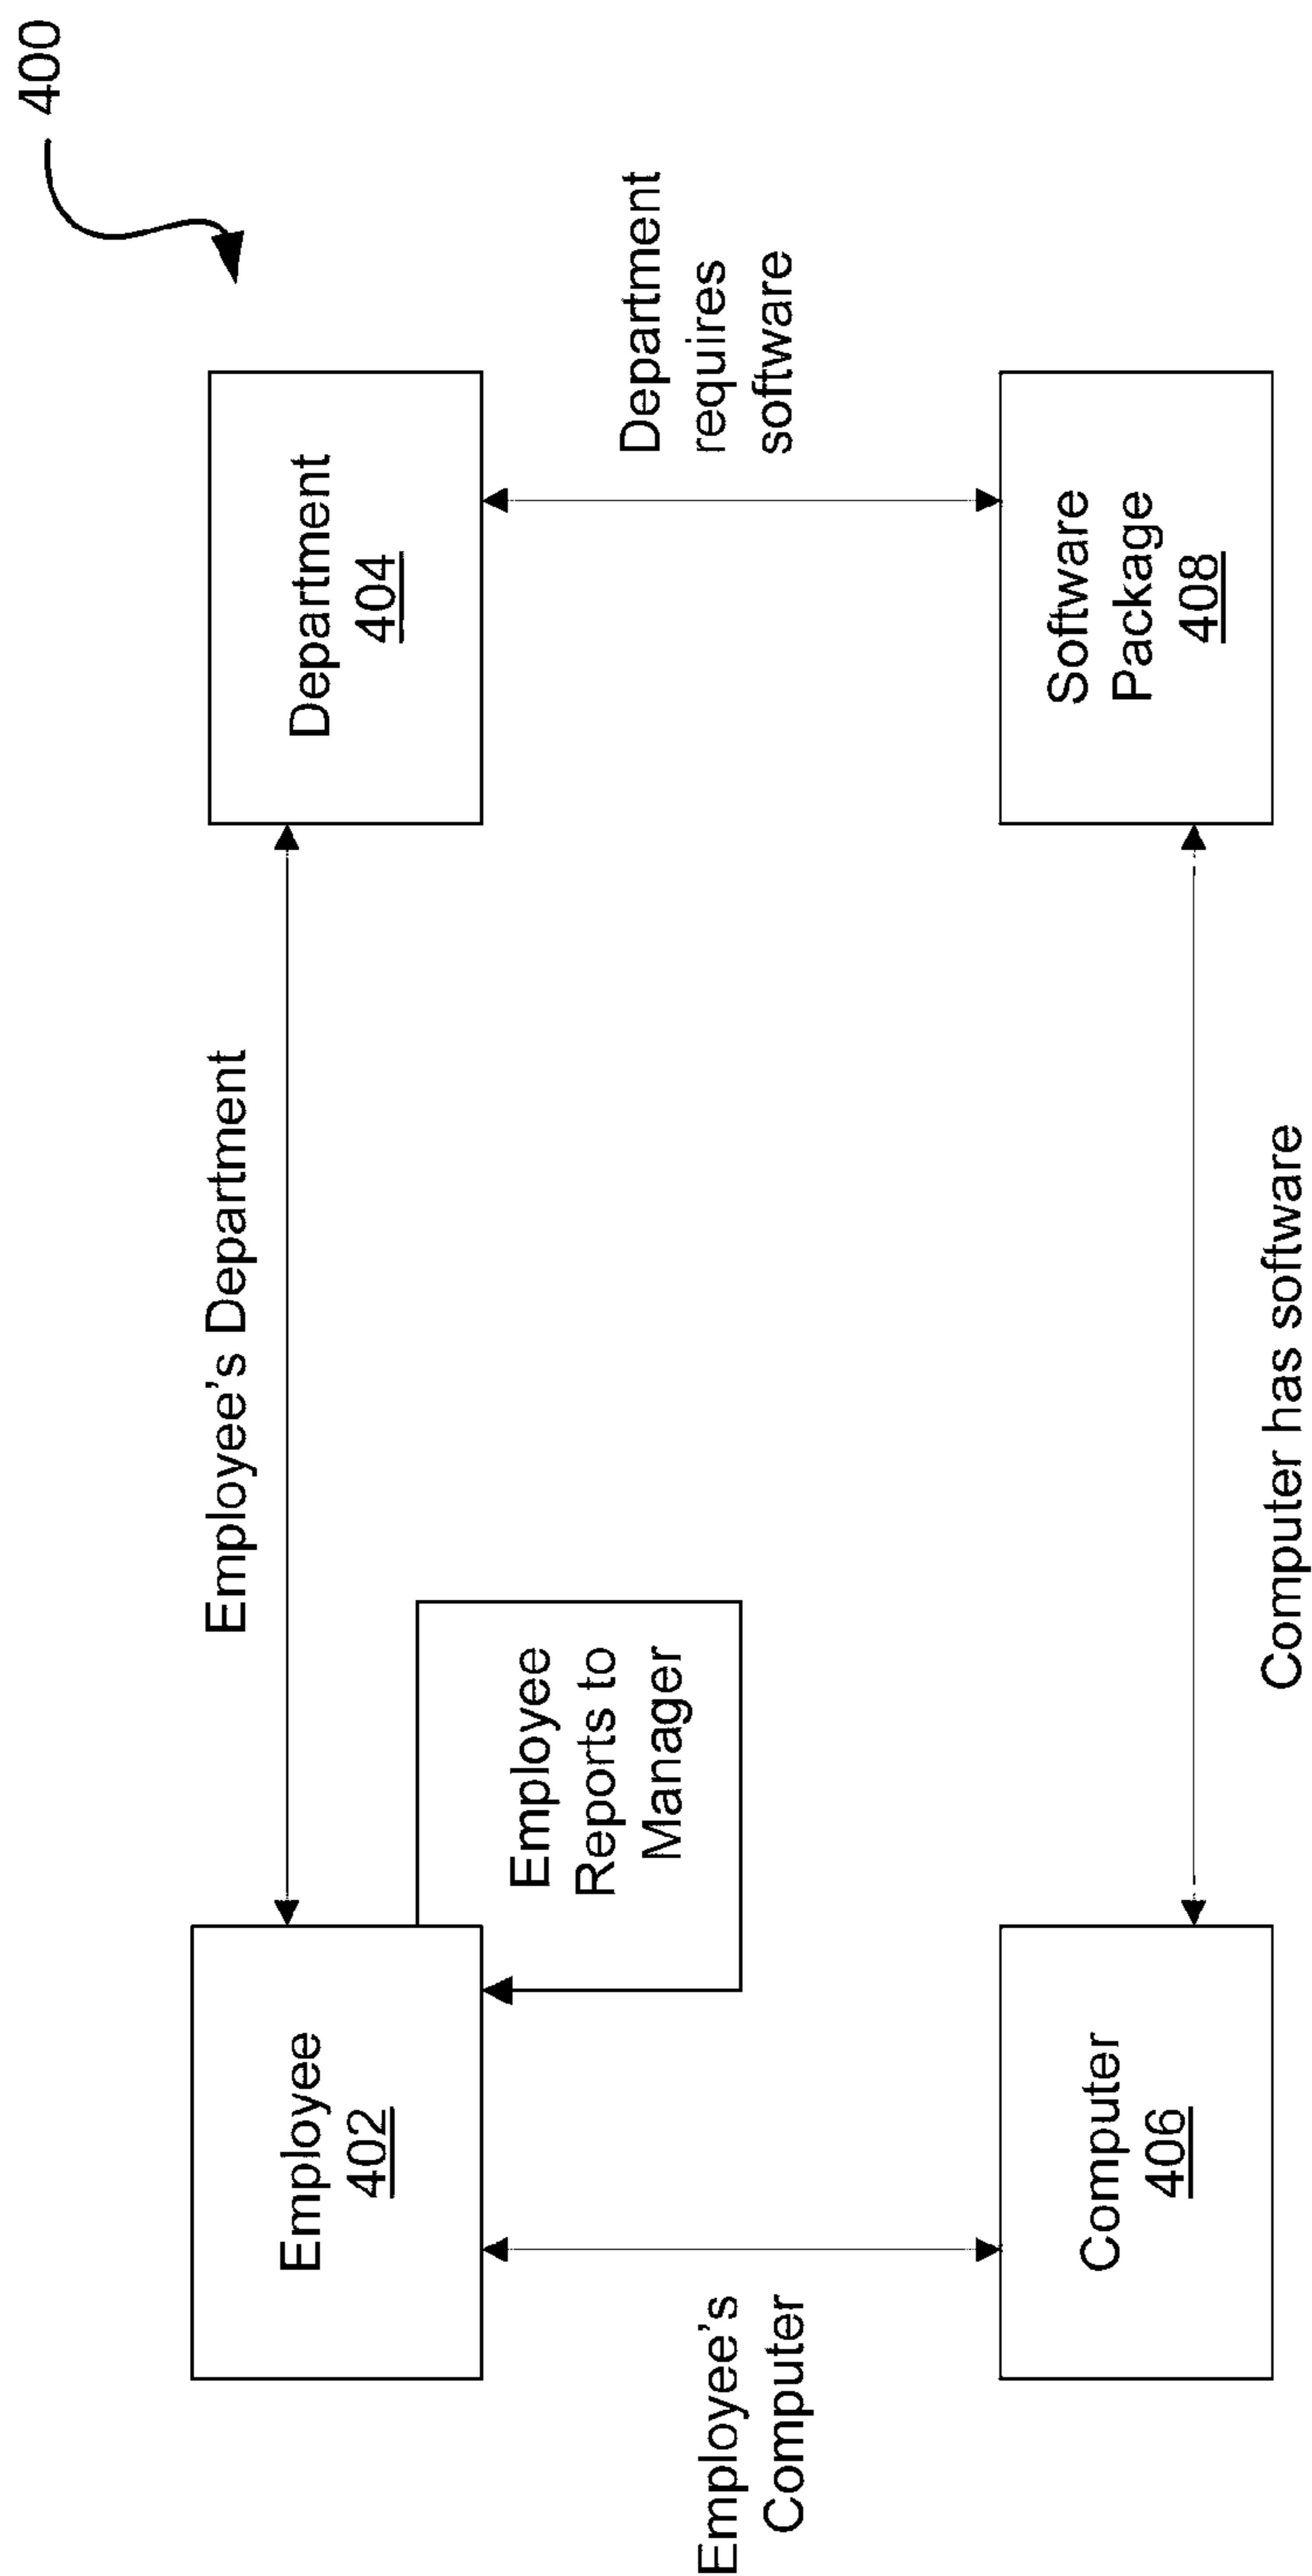 400
Employee's Department
Employee
402
Department
404
Employee
Reports to
Manager
Employee's
Computer
Department
requires
software
Computer
406
Software
Package
408
Computer has software